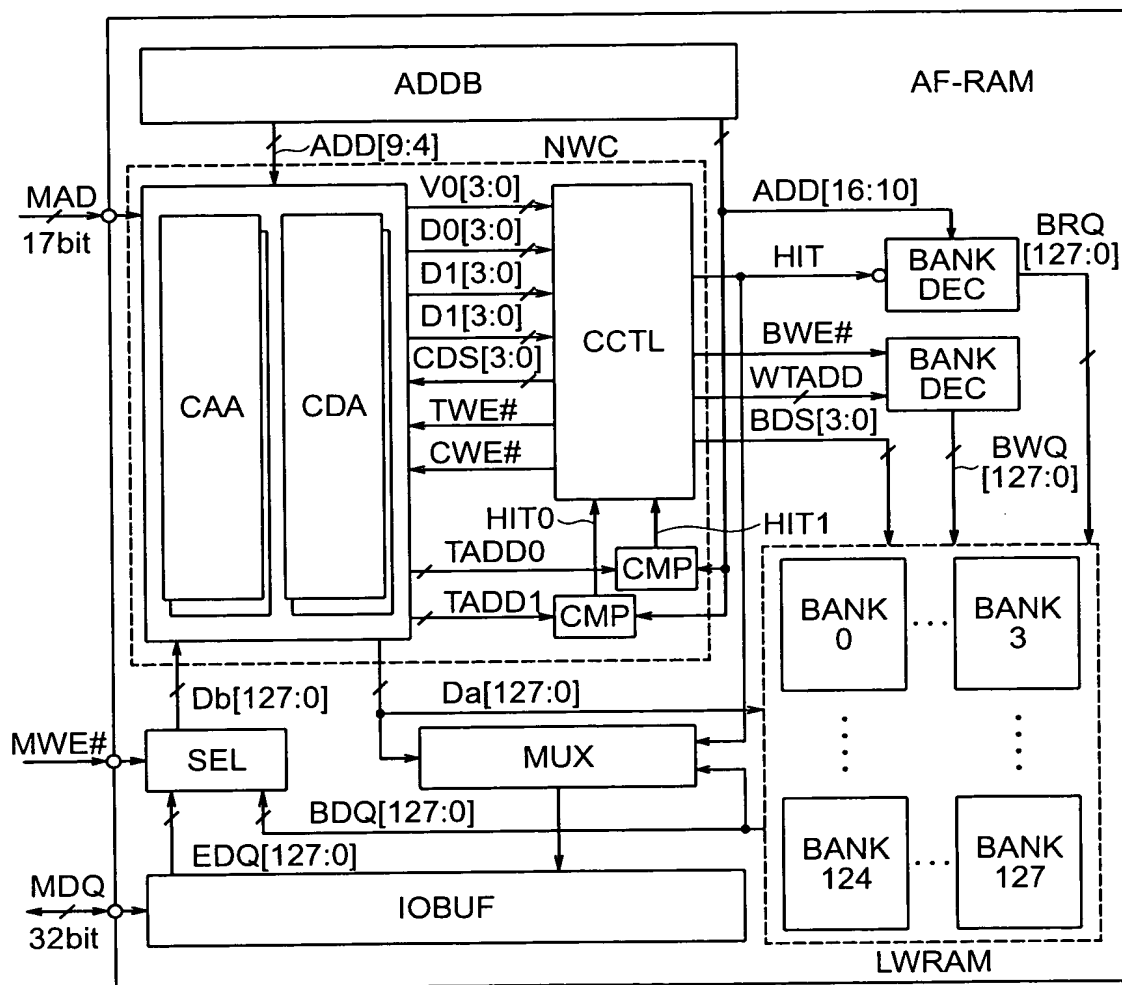 ADDB
AF-RAM
ADD[9:4]
NWC
MAD
17bit
V0[3:0]
D0[3:0]
D1[3:0]
D1[3:0]
CDS[3:0]
TWE#
CWE#
CAA
CDA
CCTL
ADD[16:10]
HIT
BANK
DEC
BRQ
[127:0]
BWE#
WTADD
BDS[3:0]
BANK
DEC
BWQ
[127:0]
HIT0
HIT1
TADD0
CMP
TADD1
CMP
BANK
0
BANK
3
Db[127:0]
Da[127:0]
MWE#
SEL
MUX
BDQ[127:0]
EDQ[127:0]
BANK
124
BANK
127
MDQ
32bit
IOBUF
LWRAM